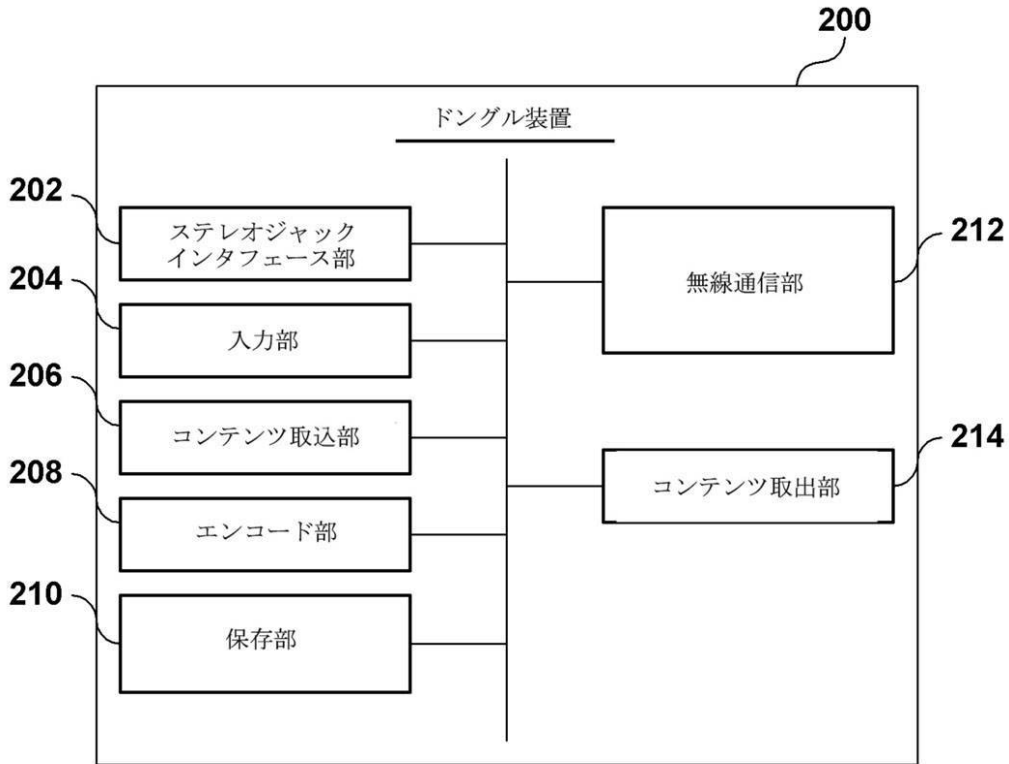 200
ドングル装置
202
ステレオジャック
インタフェース部
212
無線通信部
204
入力部
206
コンテンツ取込部
214
コンテンツ取出部
208
エンコード部
210
保存部